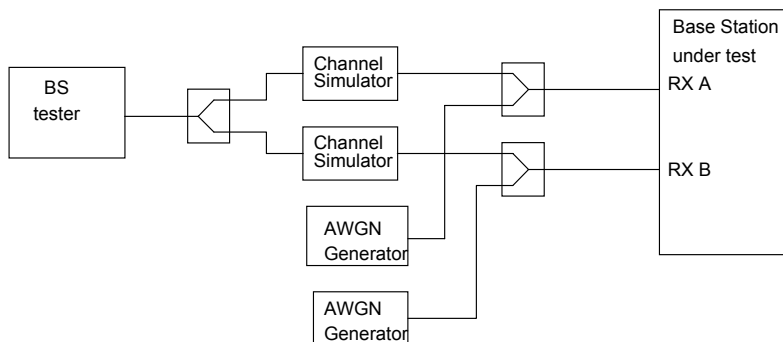 BS
tester
Channel
Simulator
Channel
Simulator
AWGN
Generator
AWGN
Generator
Base Station
under test
RX A
RX B